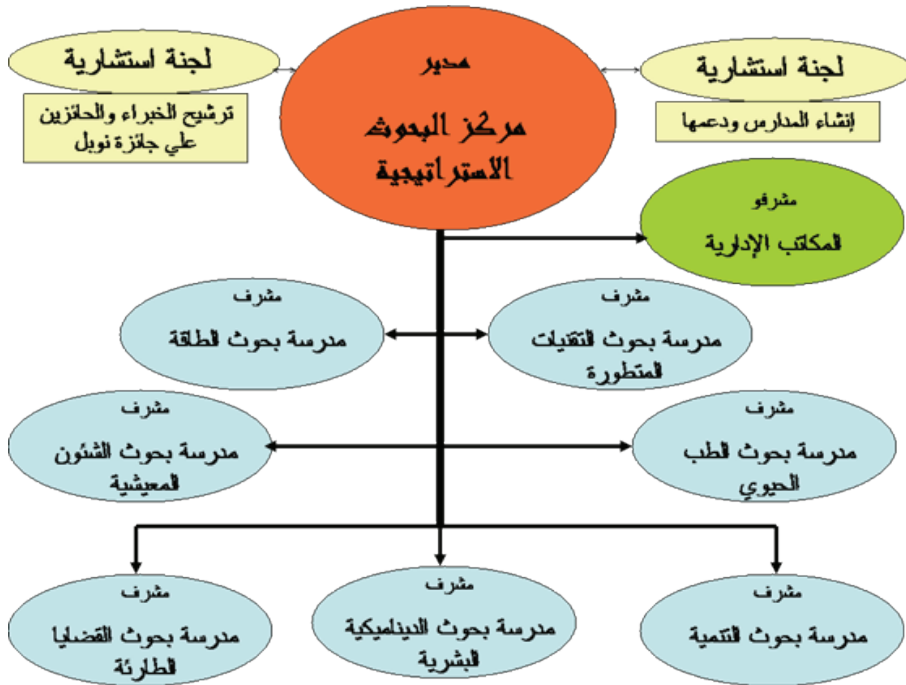 لجنة استشارية
إنشاء المدارس ودعمها
مدير
مركز البحوث
الاستراتيجية
لجنة استشارية
ترشيح الخبراء والحائزين
علي جائزة نوبل
مشرفو
المكاتب الإدارية
مشرف
مدرسة بحوث التقنيات
المتطورة
مشرف
مدرسة بحوث الطاقة
مشرف
مدرسة بحوث الطب
الحيوي
مشرف
مدرسة بحوث الشئون
المعيشية
مشرف
مدرسة بحوث التنمية
مشرف
مدرسة بحوث الديناميكية
البشرية
مشرف
مدرسة بحوث القضايا
الطارئة